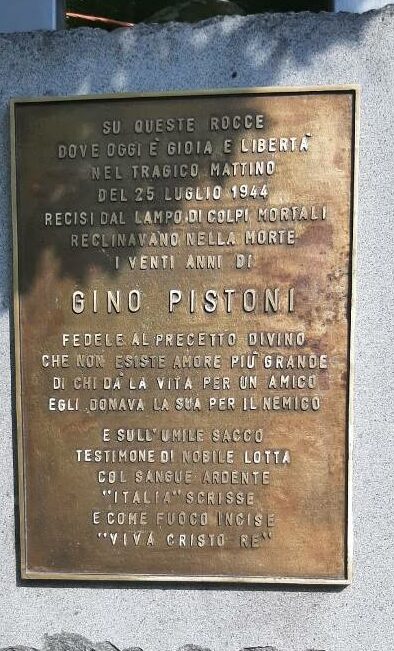 SU QUESTE ROCCE
DOVE OGGI È GIOIA E LIBERTÀ
NEL TRAGICO MATTINO
DEL 25 LUGLIO 1944
RECISI DAL LAMPO DI COLPI MORTALI
RECLINAVANO NELLA MORTE
I VENTI ANNI DI
GINO PISTONI
FEDELE AL PRECETTO DIVINO
CHE NON ESISTE AMORE PIÙ GRANDE
DI CHI DÀ LA VITA PER UN AMICO
EGLI DONAVA LA SUA PER IL NEMICO
E SULL'UMILE SACCO
TESTIMONE DI NOBILE LOTTA
COL SANGUE ARDENTE
"ITALIA" SCRISSE
E COME FUOCO INCISE
"VIVA CRISTO RE"